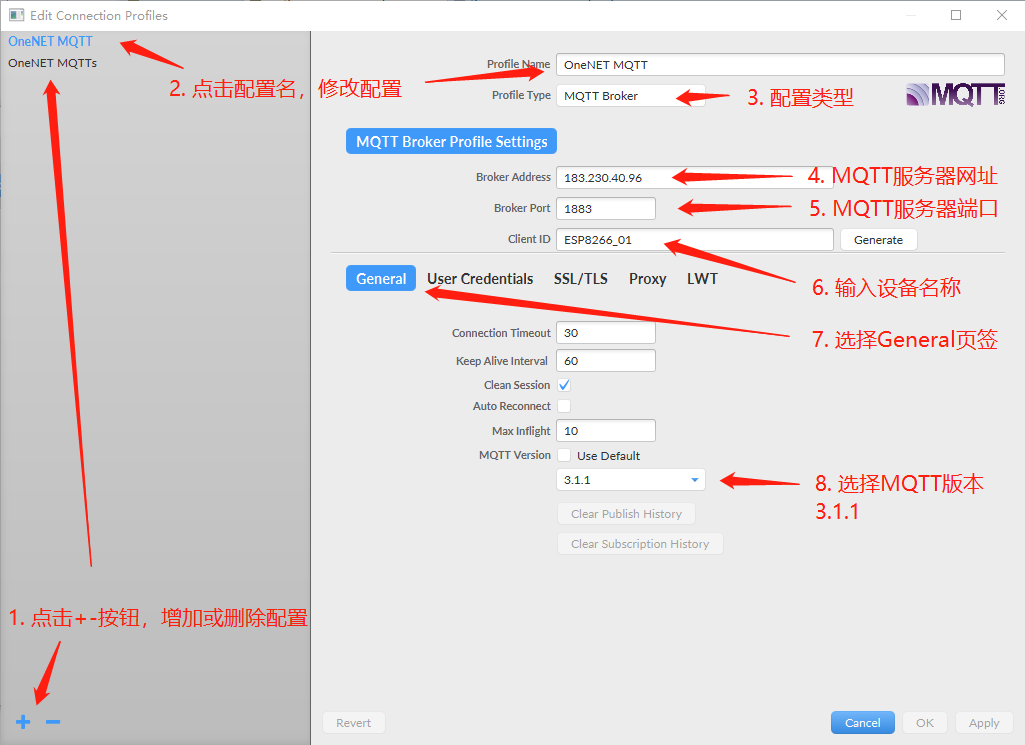 Edit Connection Profiles
OneNET MQTT
OneNET MQTTs
2. 点击配置名，修改配置
Profile Name OneNET MQTT
Profile Type MQTT Broker
3. 配置类型
MQTT.ORG
MQTT Broker Profile Settings
Broker Address 183.230.40.96
4. MQTT服务器网址
Broker Port 1883
5. MQTT服务器端口
Client ID ESP8266_01 Generate
6. 输入设备名称
General User Credentials SSL/TLS Proxy LWT
7. 选择General页签
Connection Timeout 30
Keep Alive Interval 60
Clean Session
Auto Reconnect
Max Inflight 10
MQTT Version Use Default
3.1.1
8. 选择MQTT版本
3.1.1
Clear Publish History
Clear Subscription History
1. 点击+-按钮，增加或删除配置
Revert Cancel OK Apply